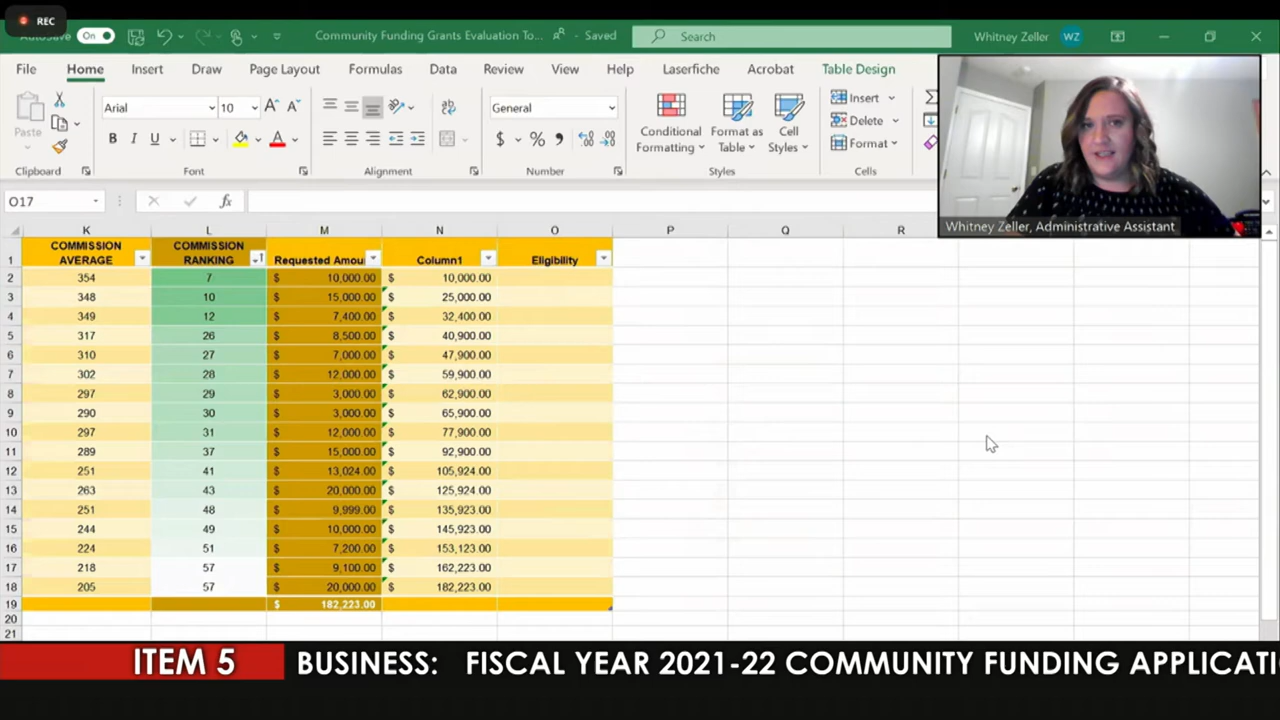 REC
AutoSave On Community Funding Grants Evaluation To... Saved Search Whitney Zeller WZ
File Home Insert Draw Page Layout Formulas Data Review View Help Laserfiche Acrobat Table Design
Arial 10 General Insert
Paste B I U A $ % Conditional Formatting Format as Table Cell Styles Delete
Format
Clipboard Font Alignment Number Styles Cells
O17 fx
Whitney Zeller, Administrative Assistant
K L M N O P Q R
1 COMMISSION AVERAGE COMMISSION RANKING Requested Amou Column1 Eligibility
2 354 7 $ 10,000.00 $ 10,000.00
3 348 10 $ 15,000.00 $ 25,000.00
4 349 12 $ 7,400.00 $ 32,400.00
5 317 26 $ 8,500.00 $ 40,900.00
6 310 27 $ 7,000.00 $ 47,900.00
7 302 28 $ 12,000.00 $ 59,900.00
8 297 29 $ 3,000.00 $ 62,900.00
9 290 30 $ 3,000.00 $ 65,900.00
10 297 31 $ 12,000.00 $ 77,900.00
11 289 37 $ 15,000.00 $ 92,900.00
12 251 41 $ 13,024.00 $ 105,924.00
13 263 43 $ 20,000.00 $ 125,924.00
14 251 48 $ 9,999.00 $ 135,923.00
15 244 49 $ 10,000.00 $ 145,923.00
16 224 51 $ 7,200.00 $ 153,123.00
17 218 57 $ 9,100.00 $ 162,223.00
18 205 57 $ 20,000.00 $ 182,223.00
19 $ 182,223.00
20
21
ITEM 5 BUSINESS: FISCAL YEAR 2021-22 COMMUNITY FUNDING APPLICATI